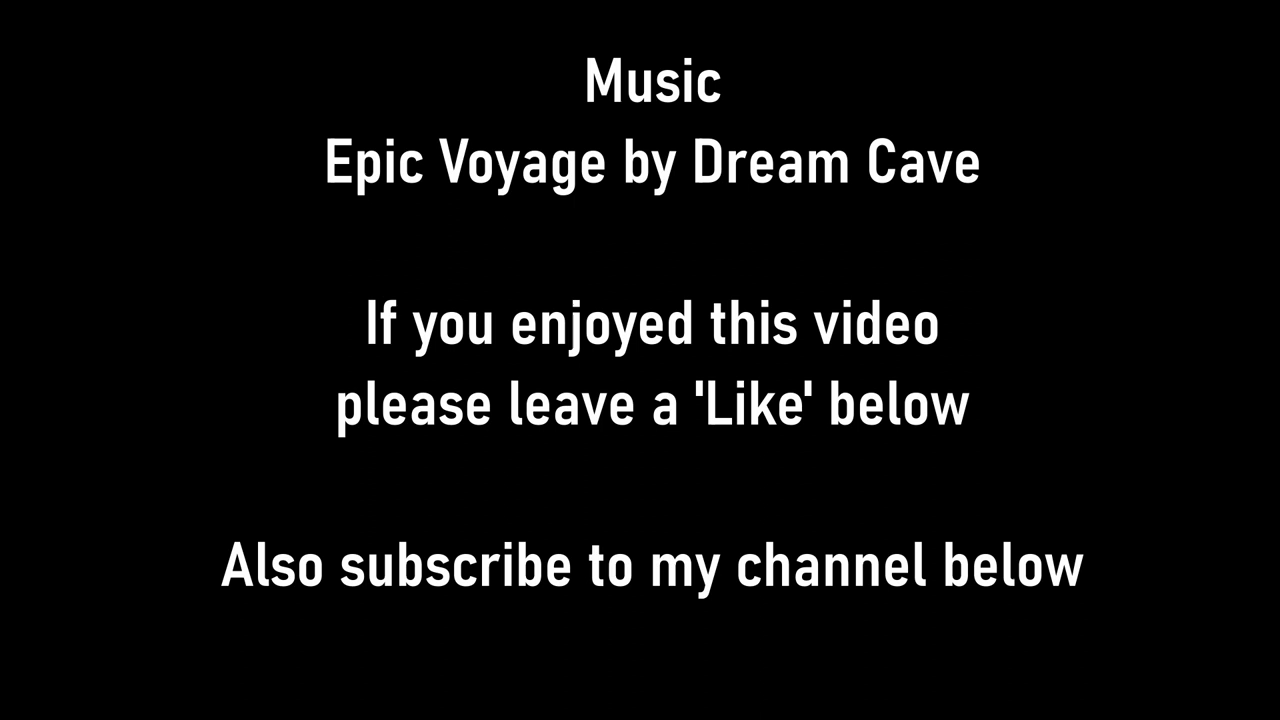 Music
Epic Voyage by Dream Cave
If you enjoyed this video
please leave a 'Like' below
Also subscribe to my channel below